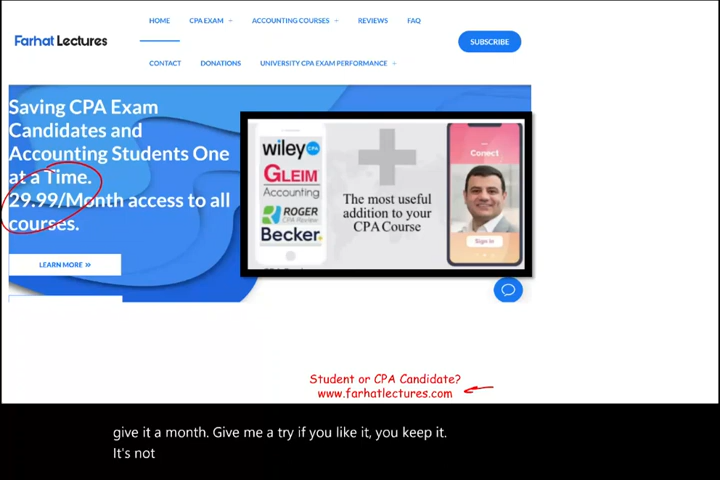 HOME
CPA EXAM +
ACCOUNTING COURSES +
REVIEWS
FAQ
Farhat Lectures
SUBSCRIBE
CONTACT
DONATIONS
UNIVERSITY CPA EXAM PERFORMANCE +
Saving CPA Exam
Candidates and
Accounting Students One
at a Time.
29.99/Month access to all
courses.
LEARN MORE »
wiley CPA
GLEIM
Accounting
ROGER
CPA Review
Becker
The most useful
addition to your
CPA Course
Conect
Sign in
Student or CPA Candidate?
www.farhatlectures.com
give it a month. Give me a try if you like it, you keep it.
It's not